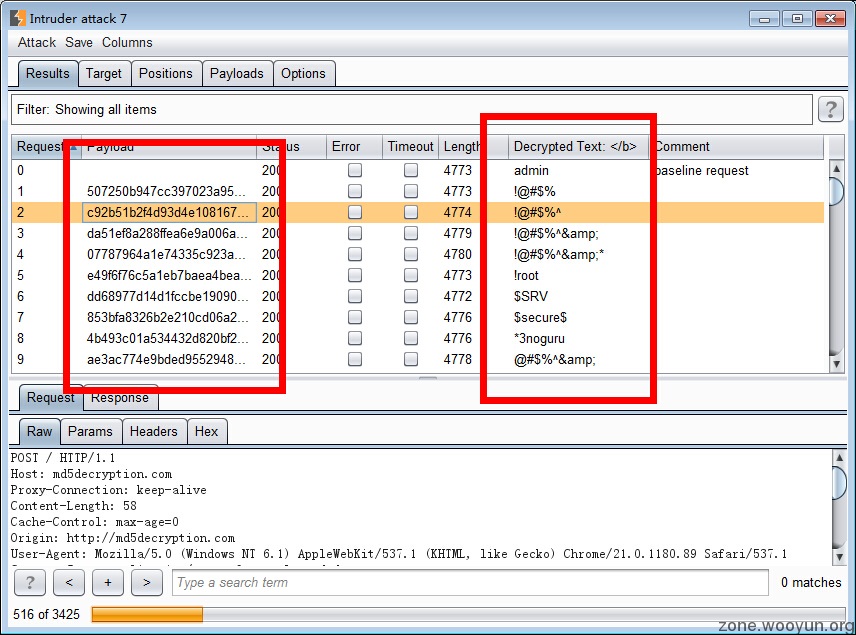 Intruder attack 7
Attack Save Columns
Results Target Positions Payloads Options
Filter: Showing all items ?
Request Payload Status Error Timeout Length Decrypted Text: </b> Comment
0 200 4773 admin baseline request
1 507250b947cc397023a95... 200 4773 !@#$%
2 c92b51b2f4d93d4e108167... 200 4774 !@#$%^
3 da51ef8a288ffea6e9a006a... 200 4779 !@#$%^&amp;
4 07787964a1e74335c923a... 200 4780 !@#$%^&amp;*
5 e49f6f76c5a1eb7baea4bea... 200 4773 !root
6 dd68977d14d1fccbe19090... 200 4772 $SRV
7 853bfa8326b2e210cd06a2... 200 4776 $secure$
8 4b493c01a534432d820bf2... 200 4776 *3noguru
9 ae3ac774e9bded9552948... 200 4778 @#$%^&amp;
Request Response
Raw Params Headers Hex
POST / HTTP/1.1
Host: md5decryption.com
Proxy-Connection: keep-alive
Content-Length: 58
Cache-Control: max-age=0
Origin: http://md5decryption.com
User-Agent: Mozilla/5.0 (Windows NT 6.1) AppleWebKit/537.1 (KHTML, like Gecko) Chrome/21.0.1180.89 Safari/537.1
? < + > Type a search term 0 matches
516 of 3425
zone.wooyun.org